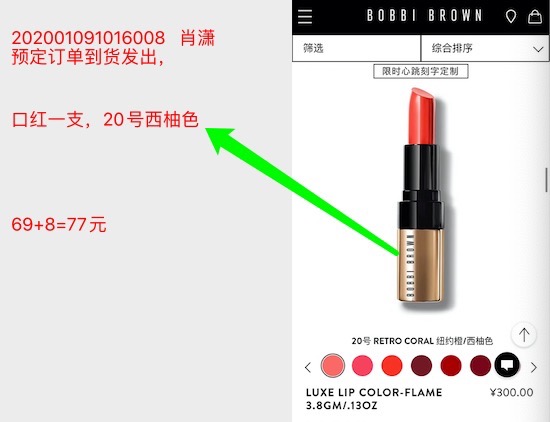 202001091016008 肖潇
预定订单到货发出，
口红一支，20号西柚色
69+8=77元
BOBBI BROWN
筛选
综合排序
限时心跳刻字定制
BOBBI BROWN
20号 RETRO CORAL 纽约橙/西柚色
LUXE LIP COLOR-FLAME
¥300.00
3.8GM/.13OZ